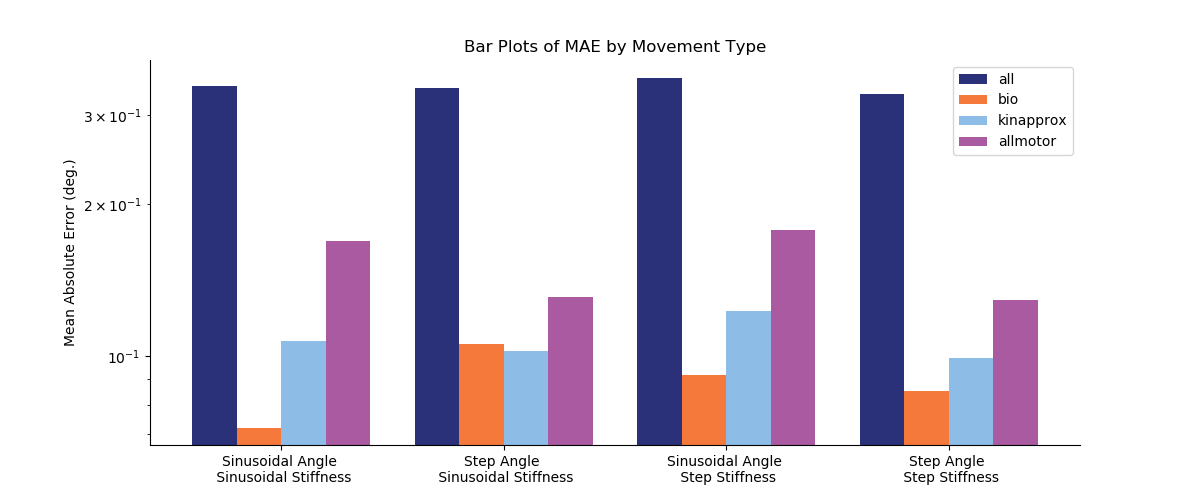 Bar Plots of MAE by Movement Type
all
bio
kinapprox
allmotor
Mean Absolute Error (deg.)
3 × 10⁻¹
2 × 10⁻¹
10⁻¹
Sinusoidal Angle
Sinusoidal Stiffness
Step Angle
Sinusoidal Stiffness
Sinusoidal Angle
Step Stiffness
Step Angle
Step Stiffness